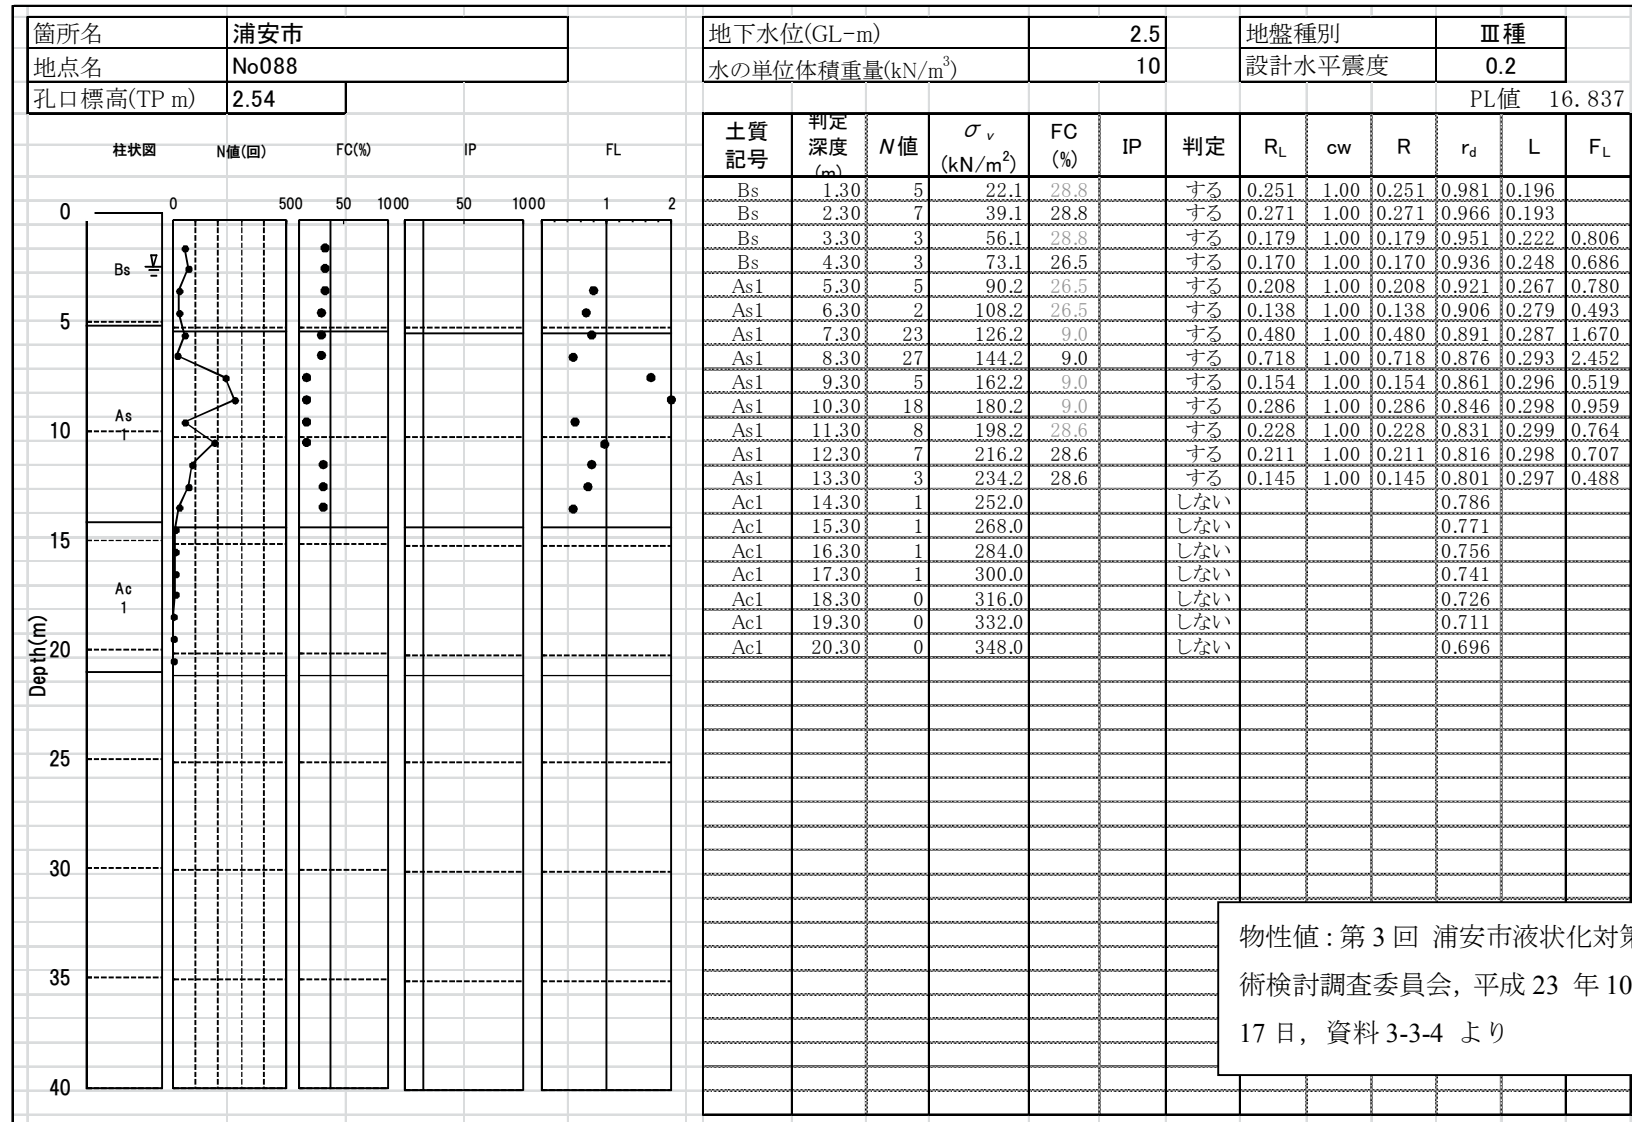 箇所名 浦安市 地下水位(GL-m) 2.5 地盤種別 Ⅲ種
地点名 No088 水の単位体積重量(kN/m3) 10 設計水平震度 0.2
孔口標高(TP m) 2.54 PL値 16.837
柱状図 N値(回) FC(%) IP FL
土質記号 判定深度(m) N値 σv (kN/m2) FC (%) IP 判定 RL cw R rd L FL
0 0 500 50 1000 50 1000 1 2
Bs
5
As
1
10
15
Ac
1
20
25
30
35
40
Depth(m)
Bs 1.30 5 22.1 28.8 する 0.251 1.00 0.251 0.981 0.196
Bs 2.30 7 39.1 28.8 する 0.271 1.00 0.271 0.966 0.193
Bs 3.30 3 56.1 28.8 する 0.179 1.00 0.179 0.951 0.222 0.806
Bs 4.30 3 73.1 26.5 する 0.170 1.00 0.170 0.936 0.248 0.686
As1 5.30 5 90.2 26.5 する 0.208 1.00 0.208 0.921 0.267 0.780
As1 6.30 2 108.2 26.5 する 0.138 1.00 0.138 0.906 0.279 0.493
As1 7.30 23 126.2 9.0 する 0.480 1.00 0.480 0.891 0.287 1.670
As1 8.30 27 144.2 9.0 する 0.718 1.00 0.718 0.876 0.293 2.452
As1 9.30 5 162.2 9.0 する 0.154 1.00 0.154 0.861 0.296 0.519
As1 10.30 18 180.2 9.0 する 0.286 1.00 0.286 0.846 0.298 0.959
As1 11.30 8 198.2 28.6 する 0.228 1.00 0.228 0.831 0.299 0.764
As1 12.30 7 216.2 28.6 する 0.211 1.00 0.211 0.816 0.298 0.707
As1 13.30 3 234.2 28.6 する 0.145 1.00 0.145 0.801 0.297 0.488
Ac1 14.30 1 252.0 しない 0.786
Ac1 15.30 1 268.0 しない 0.771
Ac1 16.30 1 284.0 しない 0.756
Ac1 17.30 1 300.0 しない 0.741
Ac1 18.30 0 316.0 しない 0.726
Ac1 19.30 0 332.0 しない 0.711
Ac1 20.30 0 348.0 しない 0.696
物性値:第3回 浦安市液状化対策
術検討調査委員会, 平成23 年10
17日, 資料3-3-4 より